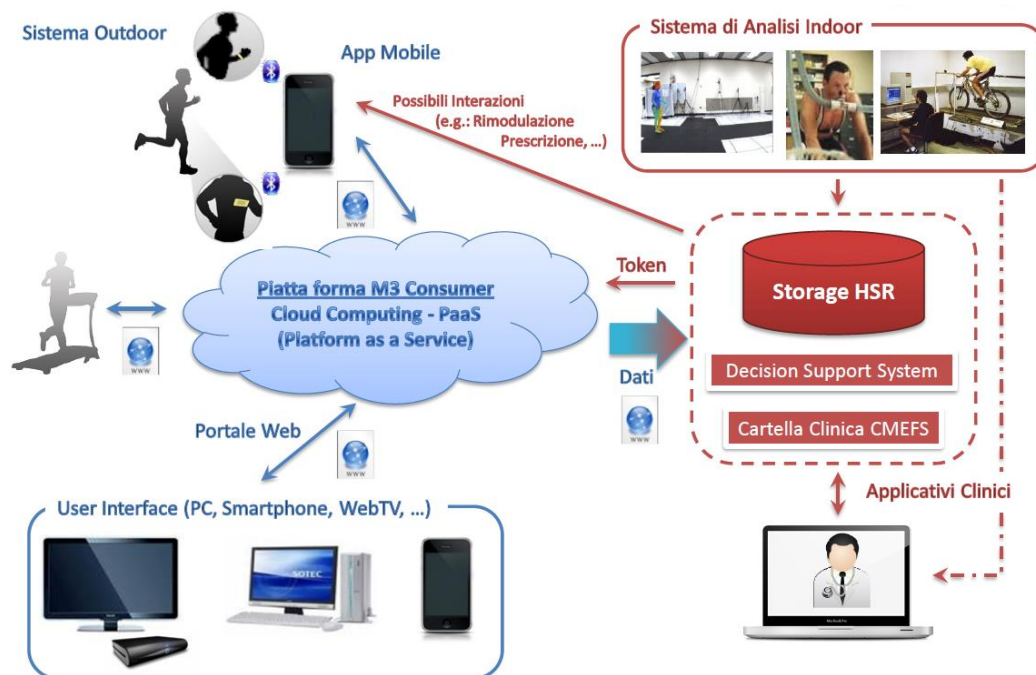 Sistema Outdoor
App Mobile
Sistema di Analisi Indoor
Possibili Interazioni
(e.g.: Rimodulazione
Prescrizione, ...)
WWW
Piatta forma M3 Consumer
Cloud Computing - PaaS
(Platform as a Service)
Token
Storage HSR
Decision Support System
Cartella Clinica CMEFS
WWW
Dati
WWW
Portale Web
WWW
Applicativi Clinici
User Interface (PC, Smartphone, WebTV, ...)
SOTEC